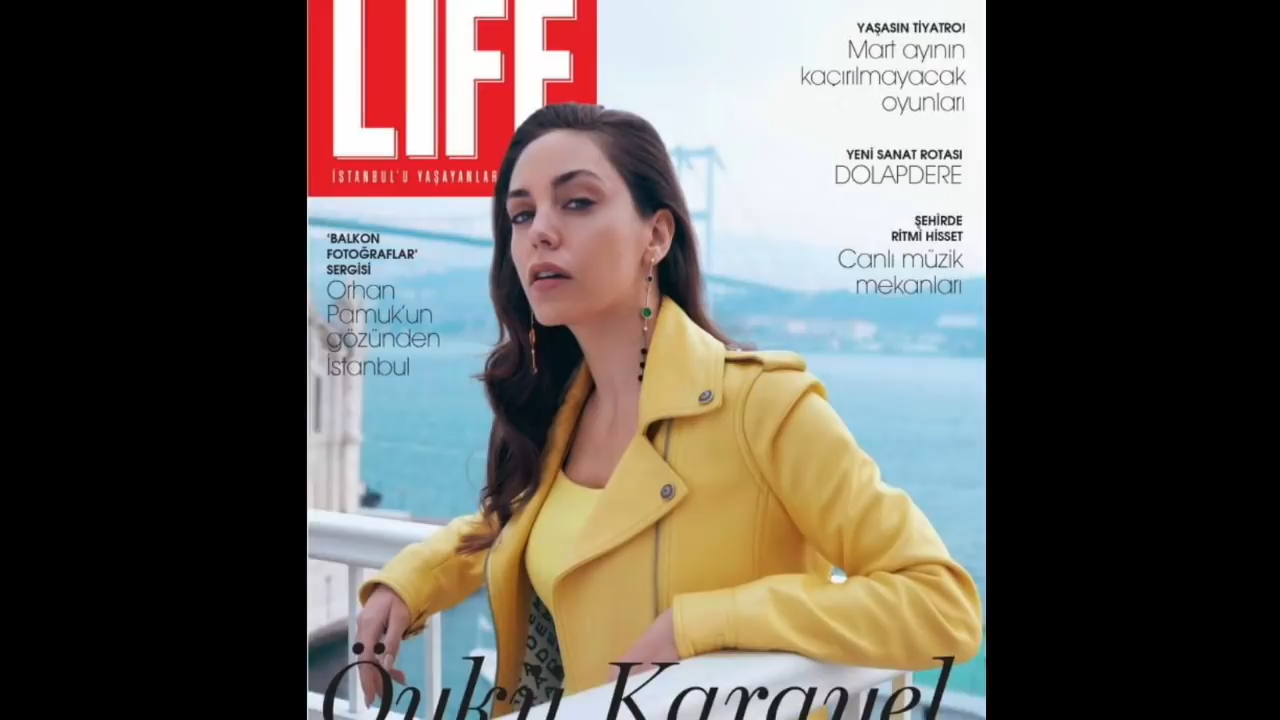 LIFE
İSTANBUL'U YAŞAYANLAR
YAŞASIN TİYATRO!
Mart ayının
kaçırılmayacak
oyunları
YENİ SANAT ROTASI
DOLAPDERE
ŞEHİRDE
RİTMİ HİSSET
Canlı müzik
mekanları
'BALKON
FOTOĞRAFLAR'
SERGİSİ
Orhan
Pamuk'un
gözünden
İstanbul
Öykü Karayel